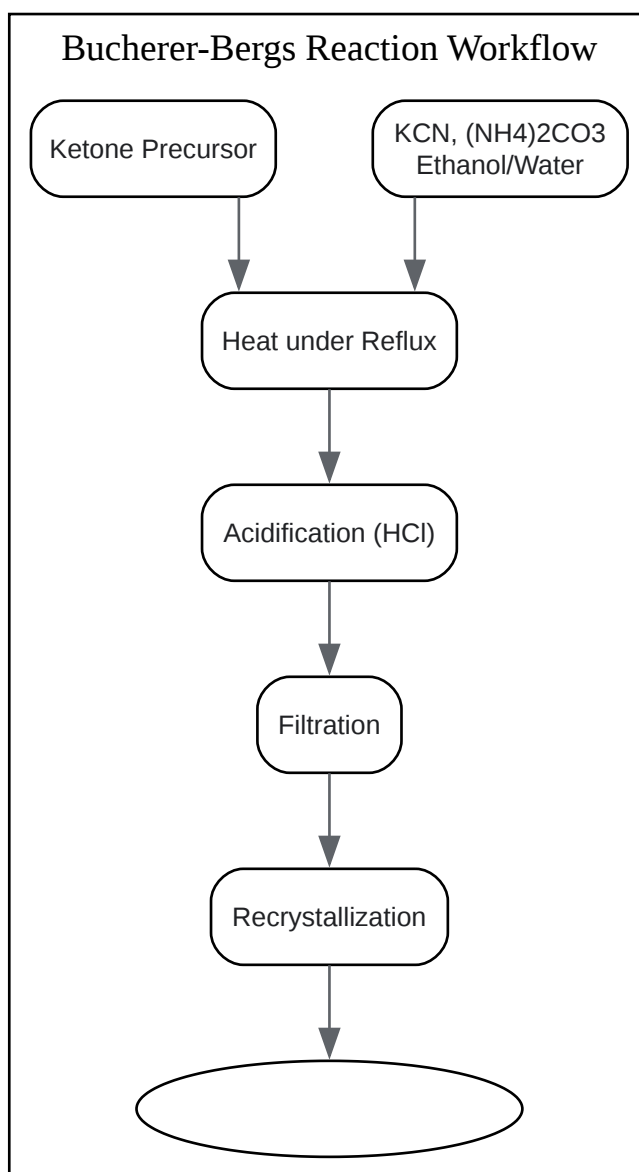 Bucherer-Bergs Reaction Workflow
Ketone Precursor
KCN, (NH4)2CO3
Ethanol/Water
Heat under Reflux
Acidification (HCl)
Filtration
Recrystallization